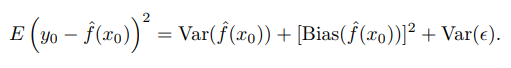 E (y₀ − f̂(x₀))² = Var(f̂(x₀)) + [Bias(f̂(x₀))]² + Var(ϵ).